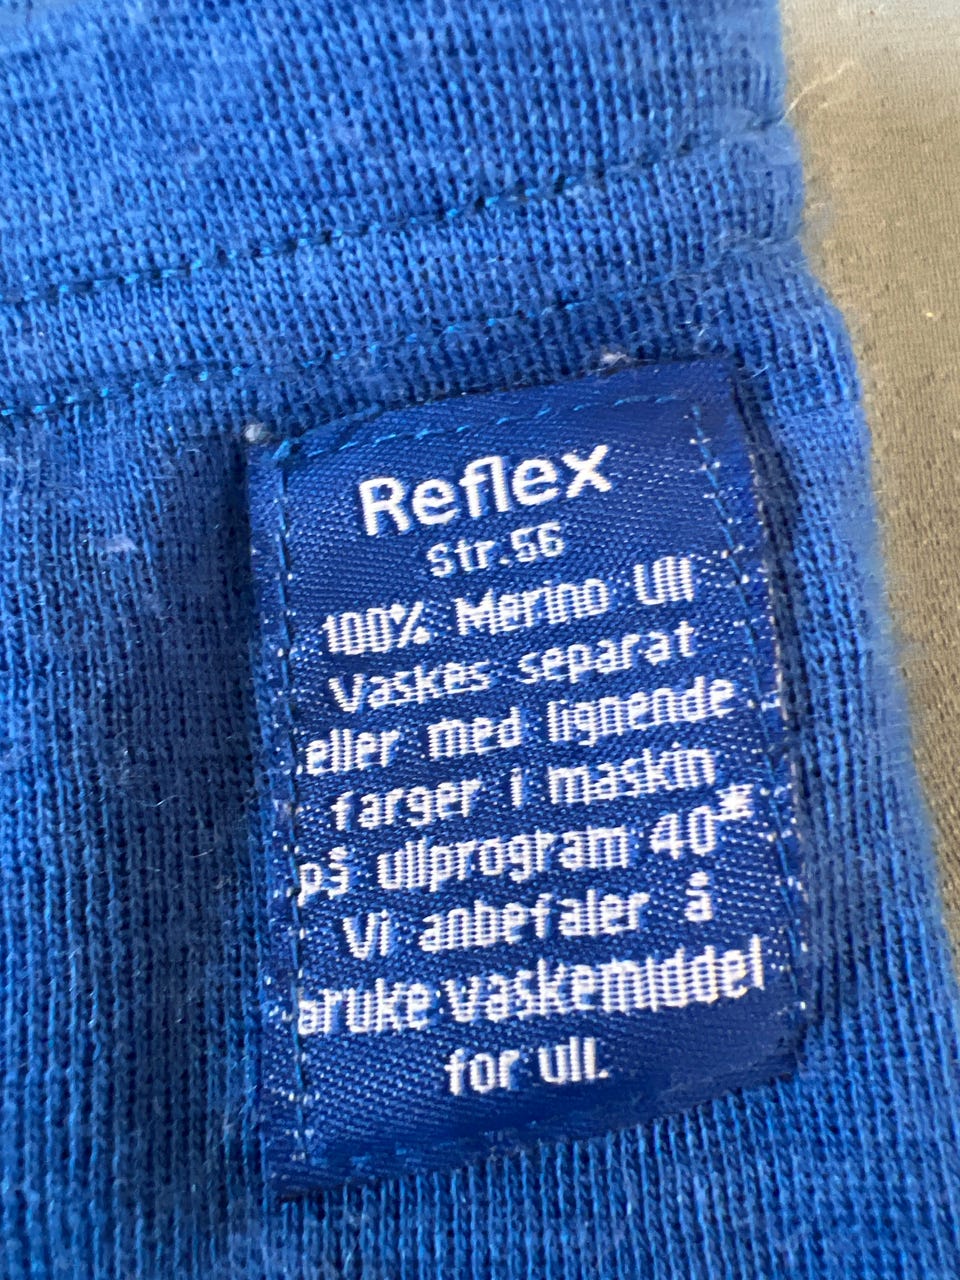 Reflex
Str.56
100% Merino Ull
Vaskes separat
eller med lignende
farger i maskin
på ullprogram 40*
Vi anbefaler å
bruke vaskemiddel
for ull.